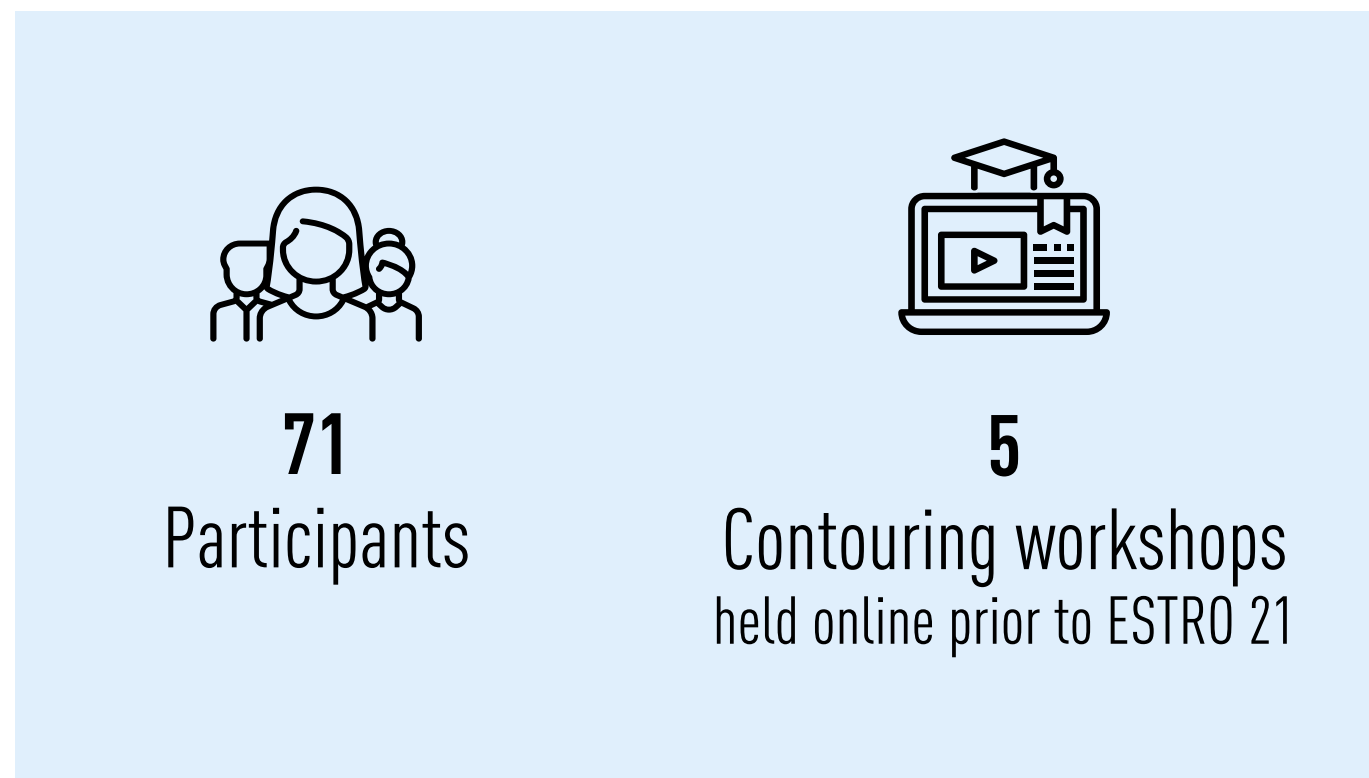 71
Participants
5
Contouring workshops
held online prior to ESTRO 21